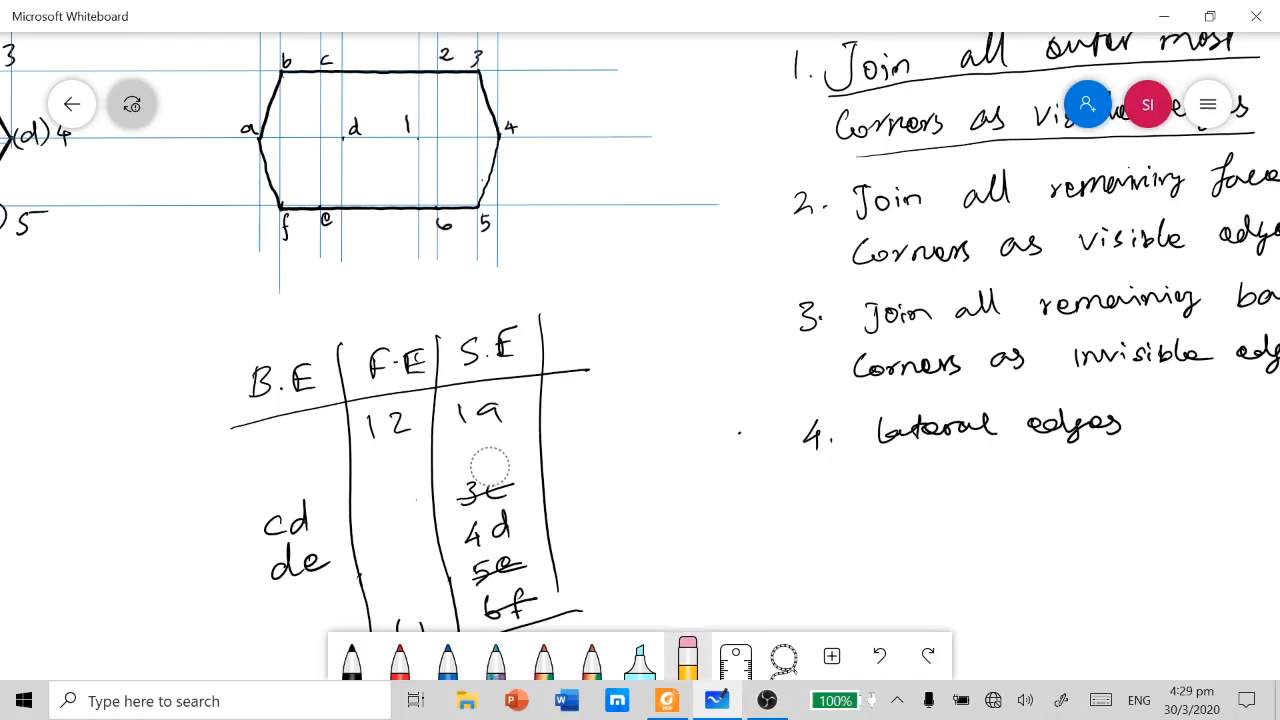 Microsoft Whiteboard
3
(d) 4
5
b c 2 3
a d 1 4
f e 6 5
1. Join all outer most
Corners as
2. Join all remaining face
Corners as visible edges
3. Join all remaining ba
Corners as invisible edg
4. lateral edges
B.E F.E S.E
12 1a
3c
cd 4d
de 5e
6f
SI
Type here to search
100%
ENG
4:29 pm
30/3/2020